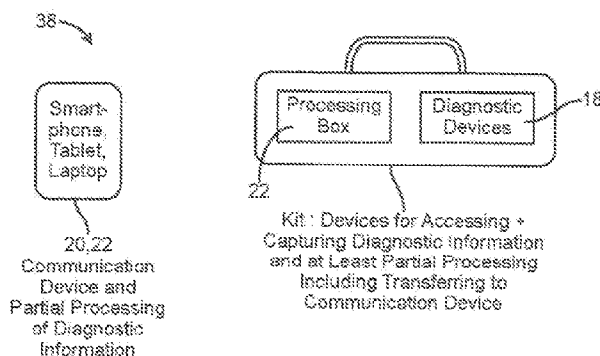 38
Smart-
phone,
Tablet,
Laptop
20,22
Communication
Device and
Partial Processing
of Diagnostic
Information
Processing
Box
22
Diagnostic
Devices
18
Kit : Devices for Accessing +
Capturing Diagnostic Information
and at Least Partial Processing
Including Transferring to
Communication Device